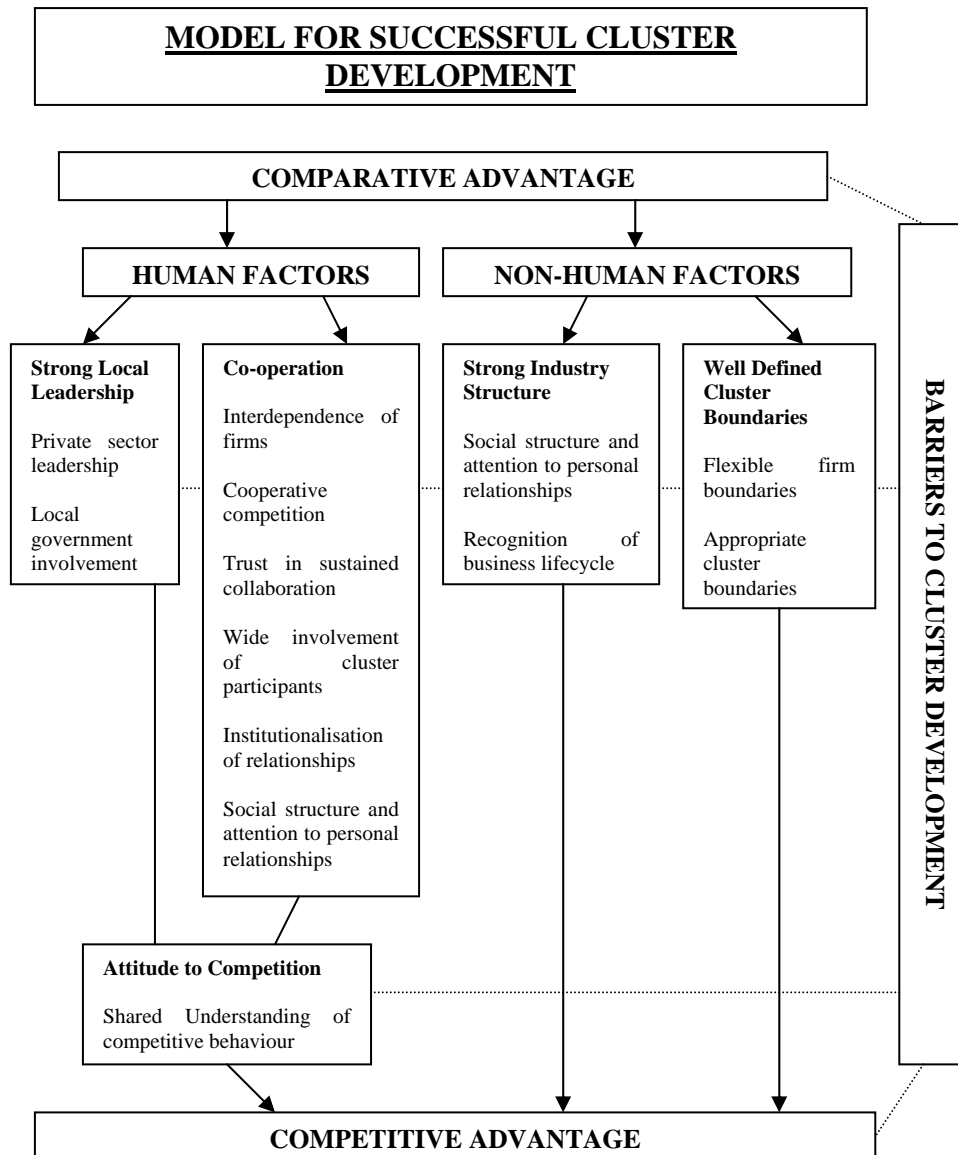 MODEL FOR SUCCESSFUL CLUSTER
DEVELOPMENT
COMPARATIVE ADVANTAGE
HUMAN FACTORS
NON-HUMAN FACTORS
Strong Local
Leadership
Private sector
leadership
Local
government
involvement
Co-operation
Interdependence of
firms
Cooperative
competition
Trust in sustained
collaboration
Wide involvement
of cluster
participants
Institutionalisation
of relationships
Social structure and
attention to personal
relationships
Strong Industry
Structure
Social structure and
attention to personal
relationships
Recognition of
business lifecycle
Well Defined
Cluster
Boundaries
Flexible firm
boundaries
Appropriate
cluster
boundaries
BARRIERS TO CLUSTER DEVELOPMENT
Attitude to Competition
Shared Understanding of
competitive behaviour
COMPETITIVE ADVANTAGE